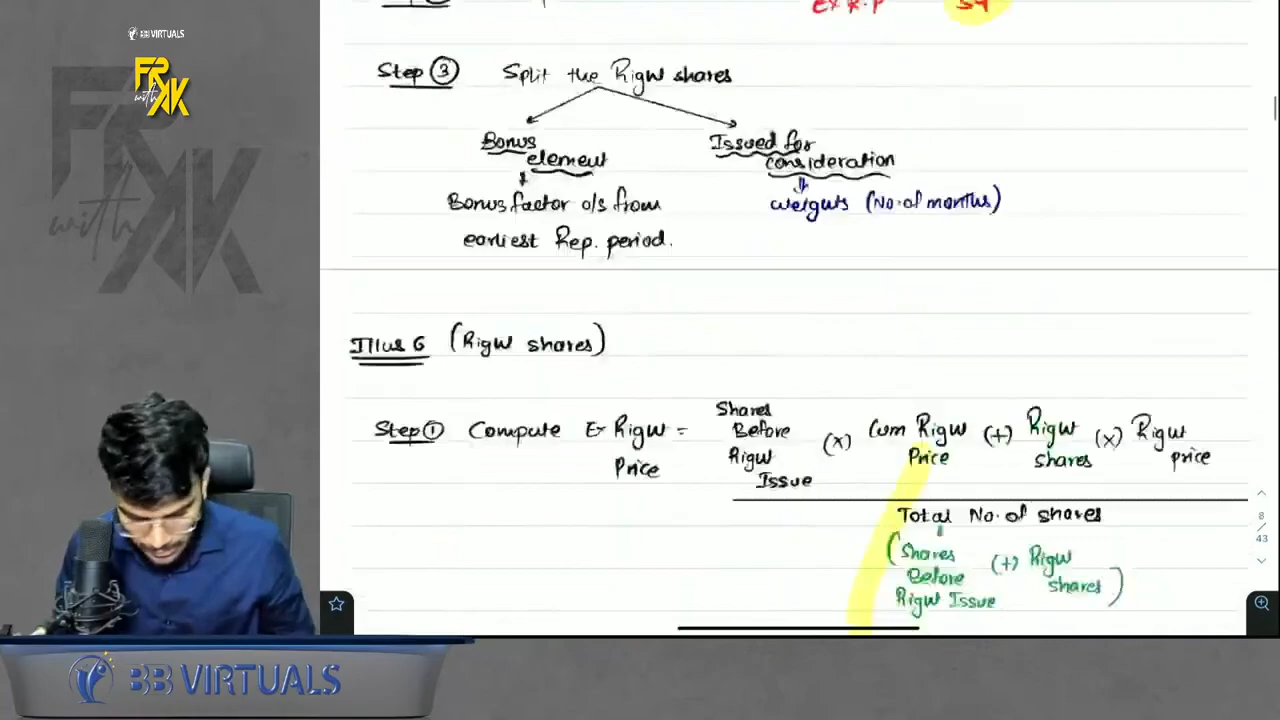 BB VIRTUALS
FR
with AK
Ex R.P
Step ③ Split the Right shares
Bonus element
Issued for consideration
Bonus factor o/s from earliest Rep. period.
weights (No. of months)
Illus 6 (Right shares)
Step ① Compute Ex Right Price = Shares Before Right Issue (x) Cum Right Price (+) Right shares (x) Right price
Total No. of shares
(Shares Before Right Issue (+) Right shares)
8
43
BB VIRTUALS